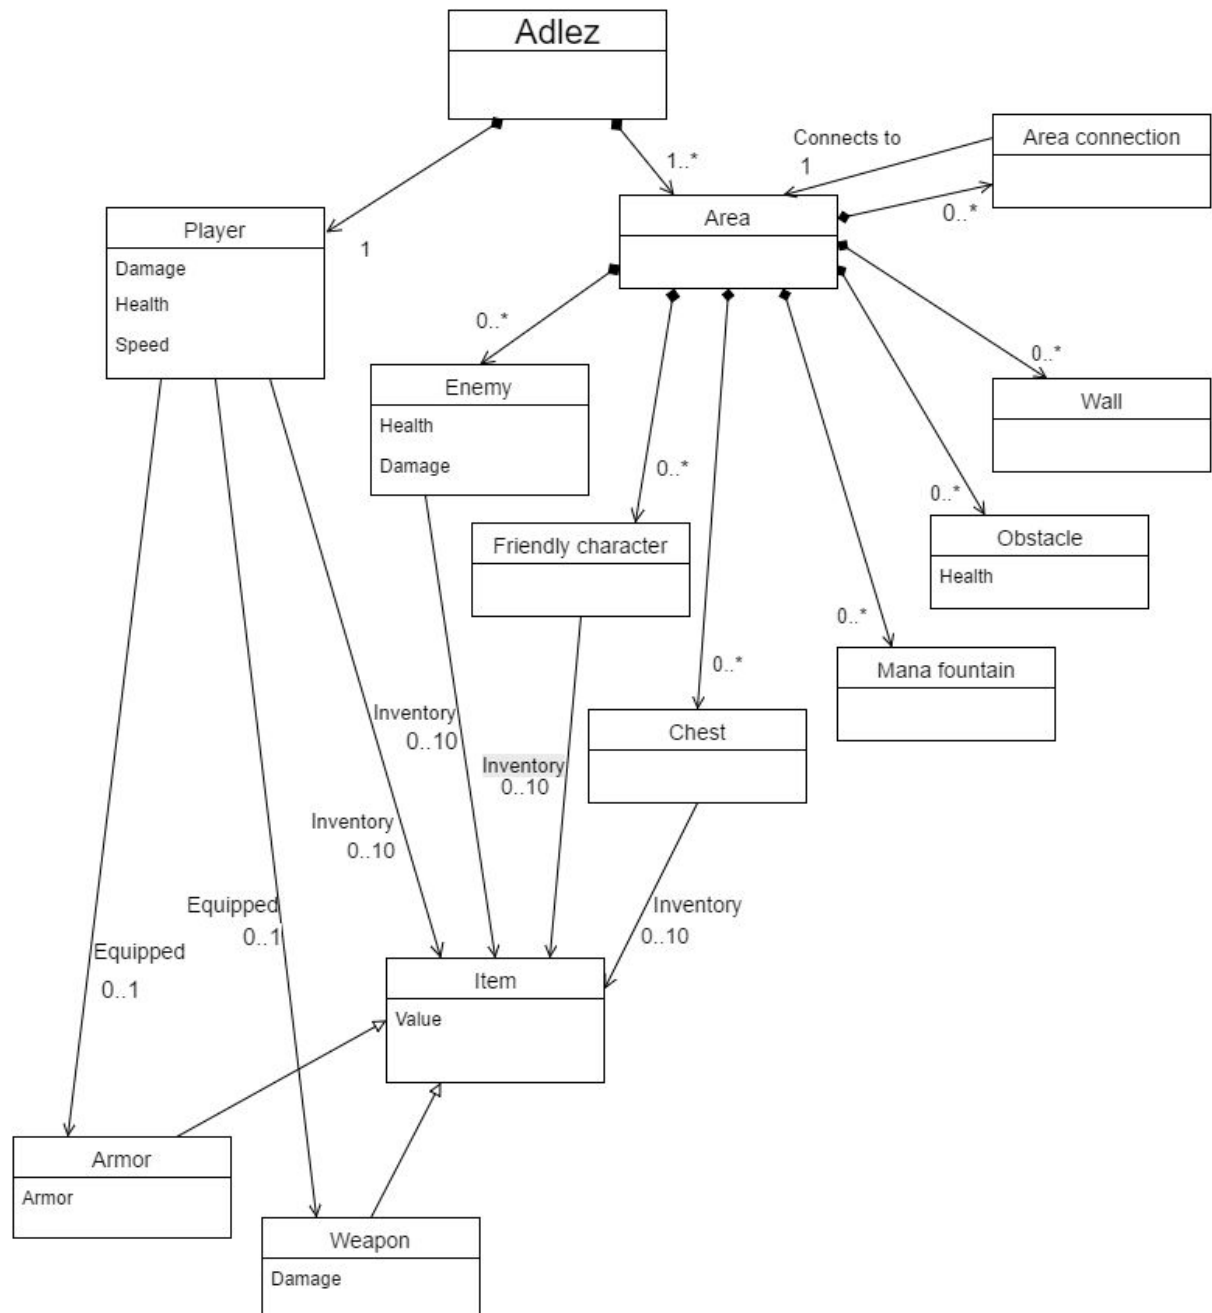 Adlez
Area connection
Connects to
1
1..*
0..*
Area
Player
Damage
Health
Speed
1
0..*
Enemy
Health
Damage
0..*
Wall
0..*
Friendly character
0..*
Obstacle
Health
0..*
Mana fountain
0..*
Chest
Inventory
0..10
Inventory
0..10
Inventory
0..10
Equipped
0..1
Inventory
0..10
Equipped
0..1
Item
Value
Armor
Armor
Weapon
Damage